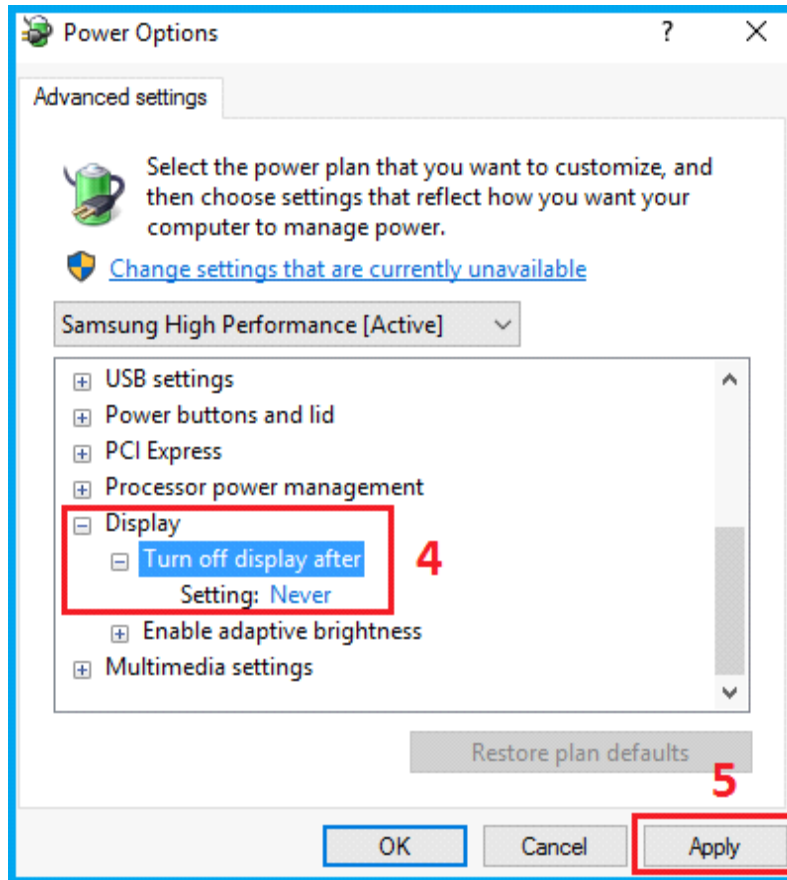 Power Options
?
Advanced settings
Select the power plan that you want to customize, and
then choose settings that reflect how you want your
computer to manage power.
Change settings that are currently unavailable
Samsung High Performance [Active]
USB settings
Power buttons and lid
PCI Express
Processor power management
Display
Turn off display after
4
Setting: Never
Enable adaptive brightness
Multimedia settings
Restore plan defaults
5
OK
Cancel
Apply